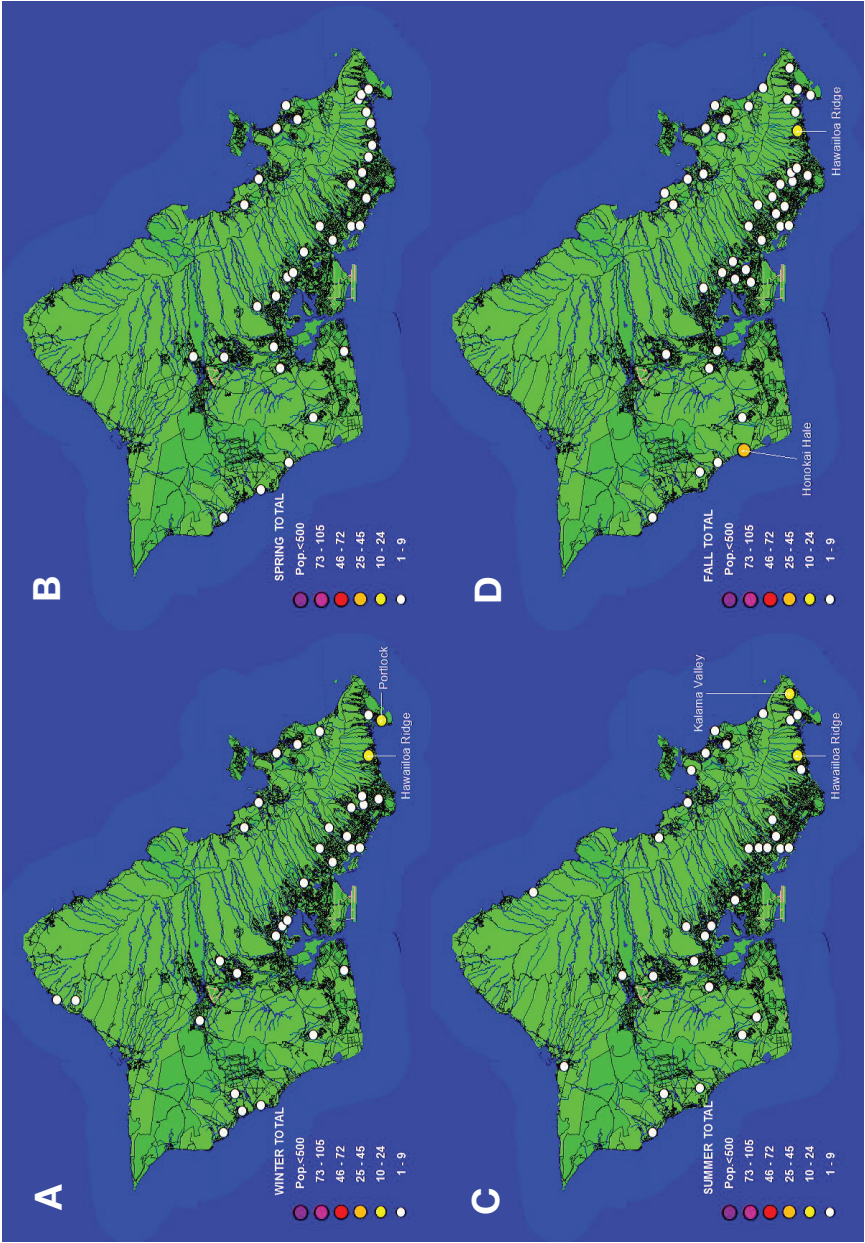 A
WINTER TOTAL
Pop.<500
73 - 105
46 - 72
25 - 45
10 - 24
1 - 9
Hawaiiloa Ridge
Portlock
B
SPRING TOTAL
Pop.<500
73 - 105
46 - 72
25 - 45
10 - 24
1 - 9
C
SUMMER TOTAL
Pop.<500
73 - 105
46 - 72
25 - 45
10 - 24
1 - 9
Kalama Valley
Hawaiiloa Ridge
D
FALL TOTAL
Pop.<500
73 - 105
46 - 72
25 - 45
10 - 24
1 - 9
Honokai Hale
Hawaiiloa Ridge